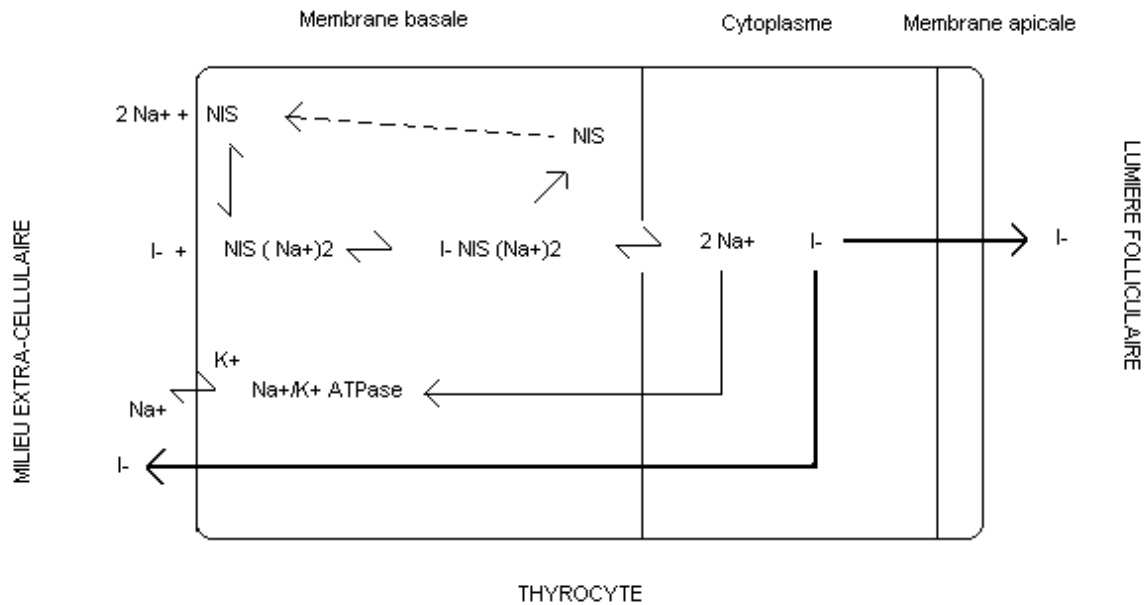 Membrane basale Cytoplasme Membrane apicale
2 Na+ + NIS
NIS
I- + NIS ( Na+)2 I- NIS (Na+)2 2 Na+ I- I-
K+
Na+/K+ ATPase
Na+
I-
MILIEU EXTRA-CELLULAIRE
LUMIERE FOLLICULAIRE
THYROCYTE